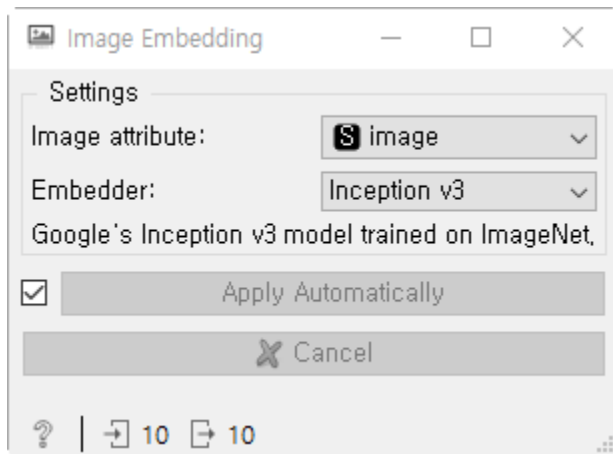 Image Embedding
Settings
Image attribute: S image
Embedder: Inception v3
Google's Inception v3 model trained on ImageNet.
Apply Automatically
Cancel
? 10 10